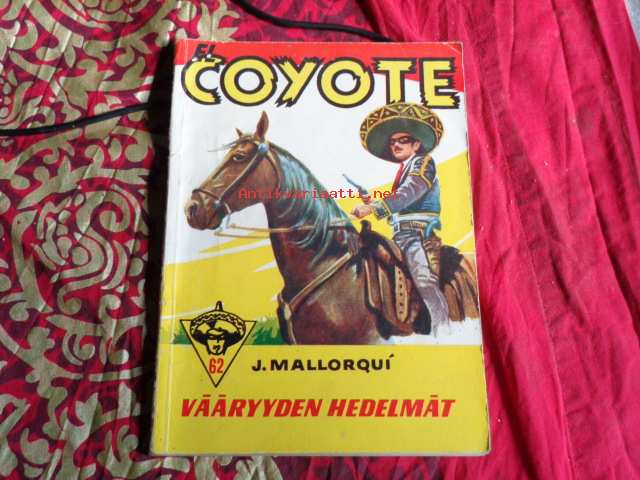 EL
COYOTE
Antikvariaatti.net
62
J. MALLORQUÍ
VÄÄRYYDEN HEDELMÄT